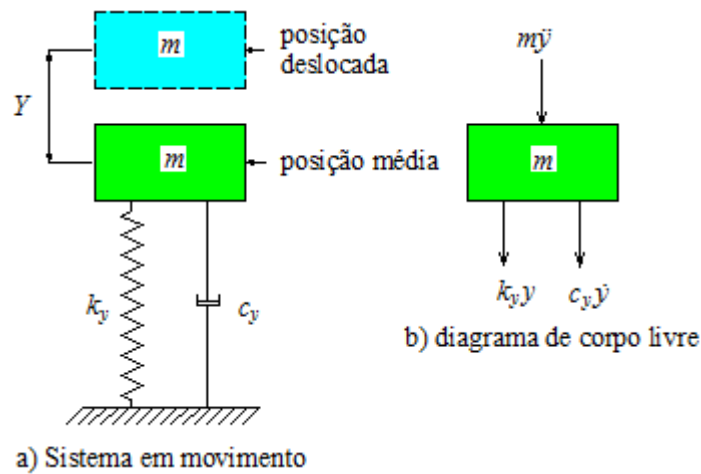 m
posição
deslocada
Y
m
posição média
k_y
c_y
a) Sistema em movimento
mÿ
m
k_y y
c_y ẏ
b) diagrama de corpo livre